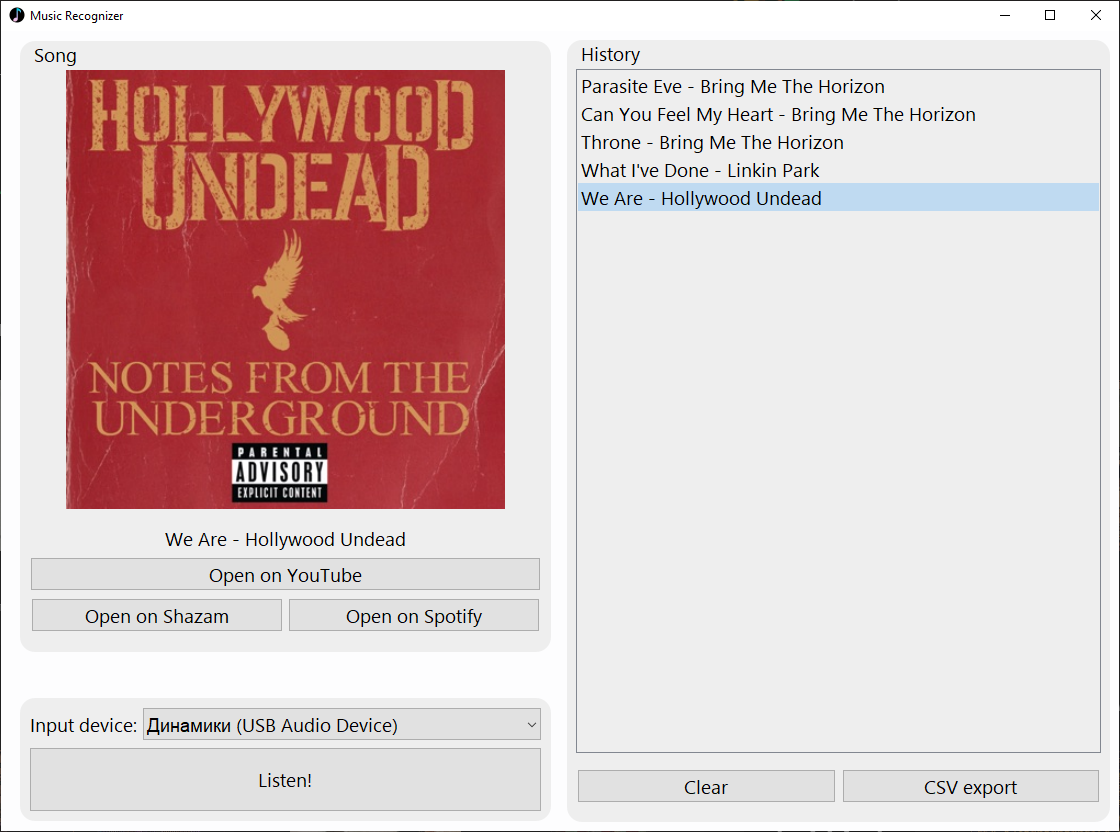 Music Recognizer
Song
HOLLYWOOD
UNDEAD
NOTES FROM THE
UNDERGROUND
PARENTAL
ADVISORY
EXPLICIT CONTENT
We Are - Hollywood Undead
Open on YouTube
Open on Shazam
Open on Spotify
Input device: Динамики (USB Audio Device)
Listen!
History
Parasite Eve - Bring Me The Horizon
Can You Feel My Heart - Bring Me The Horizon
Throne - Bring Me The Horizon
What I've Done - Linkin Park
We Are - Hollywood Undead
Clear
CSV export